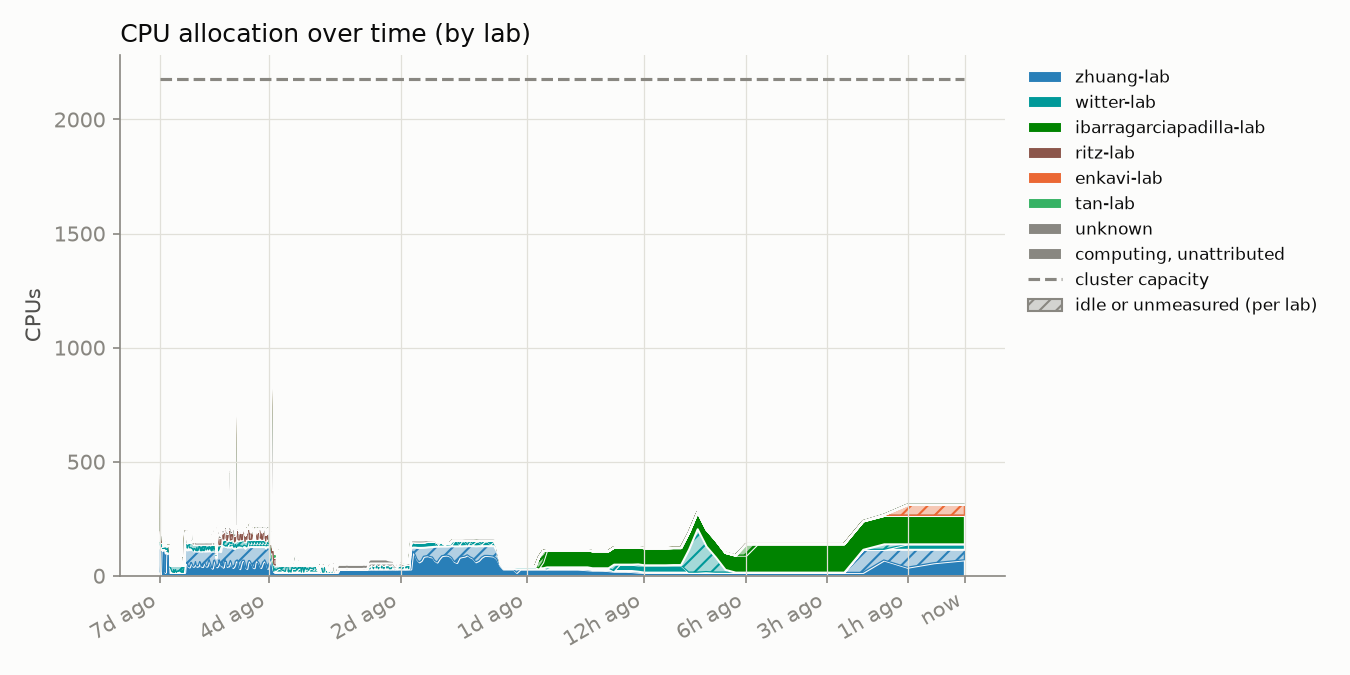 CPU allocation over time (by lab)
CPUs
2000
1500
1000
500
0
7d ago
4d ago
2d ago
1d ago
12h ago
6h ago
3h ago
1h ago
now
zhuang-lab
witter-lab
ibarragarciapadilla-lab
ritz-lab
enkavi-lab
tan-lab
unknown
computing, unattributed
cluster capacity
idle or unmeasured (per lab)